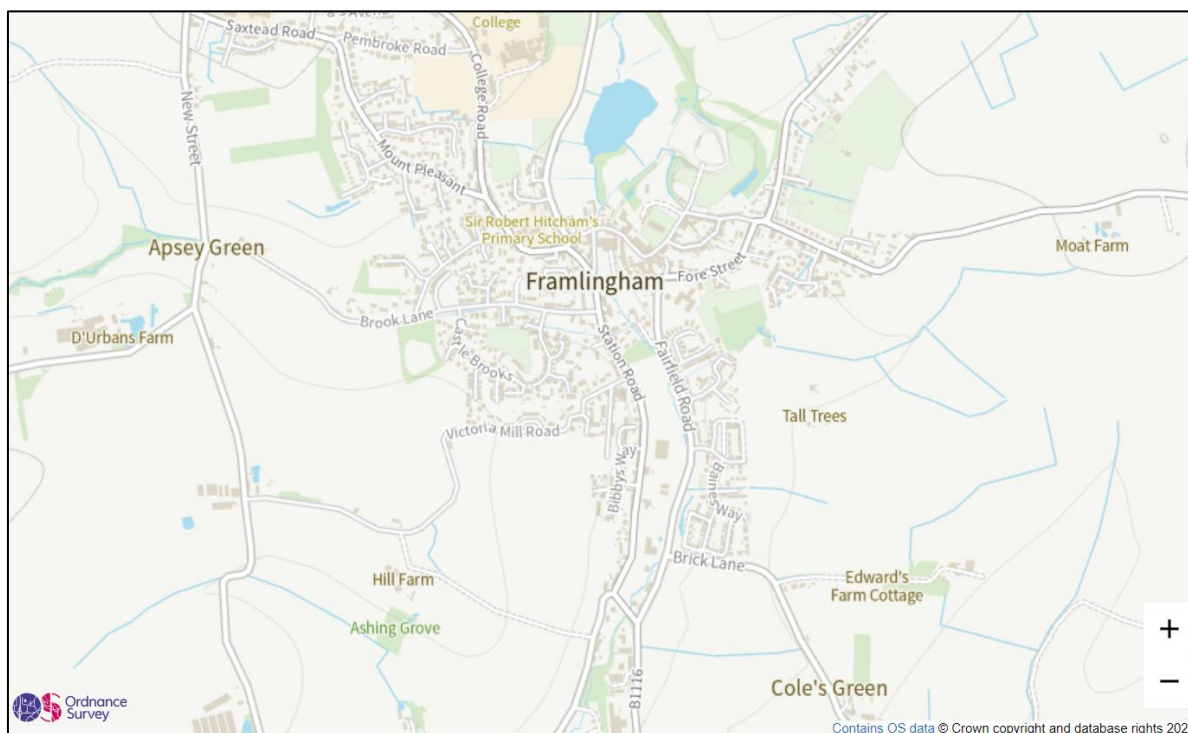 College
Saxtead Road
Pembroke Road
College Road
New Street
Mount Pleasant
Sir Robert Hitcham's
Primary School
Apsey Green
Moat Farm
Framlingham
Fore Street
Brook Lane
D'Urbans Farm
Castle Brooks
Station Road
Fairfield Road
Tall Trees
Victoria Mill Road
Bibbys Way
Baines Way
Brick Lane
Hill Farm
Edward's
Farm Cottage
Ashing Grove
+
−
Cole's Green
B1116
OS
Ordnance
Survey
Contains OS data © Crown copyright and database rights 202